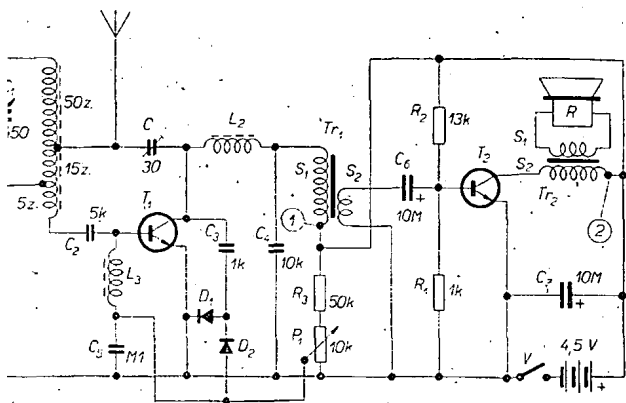 50z.
50
15z.
5z.
C
30
L2
Tr1
S1
S2
R2
13k
C6
10M
+
T2
R
S1
S2
Tr2
5k
C2
T1
C3
1k
C4
10k
1
R3
50k
R1
1k
2
L3
D1
D2
C5
M1
P1
10k
C7
10M
+
V
4,5 V
+